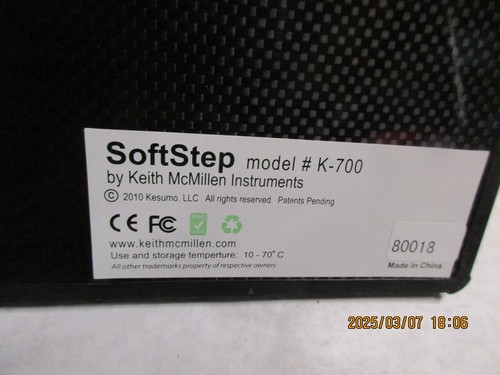 SoftStep model # K-700
by Keith McMillen Instruments
© 2010 Kesumo, LLC All rights reserved. Patents Pending
CE FC
www.keithmcmillen.com
Use and storage temperture: 10 - 70°C
All other trademarks property of respective owners
80018
Made In China
2025/03/07 18:06